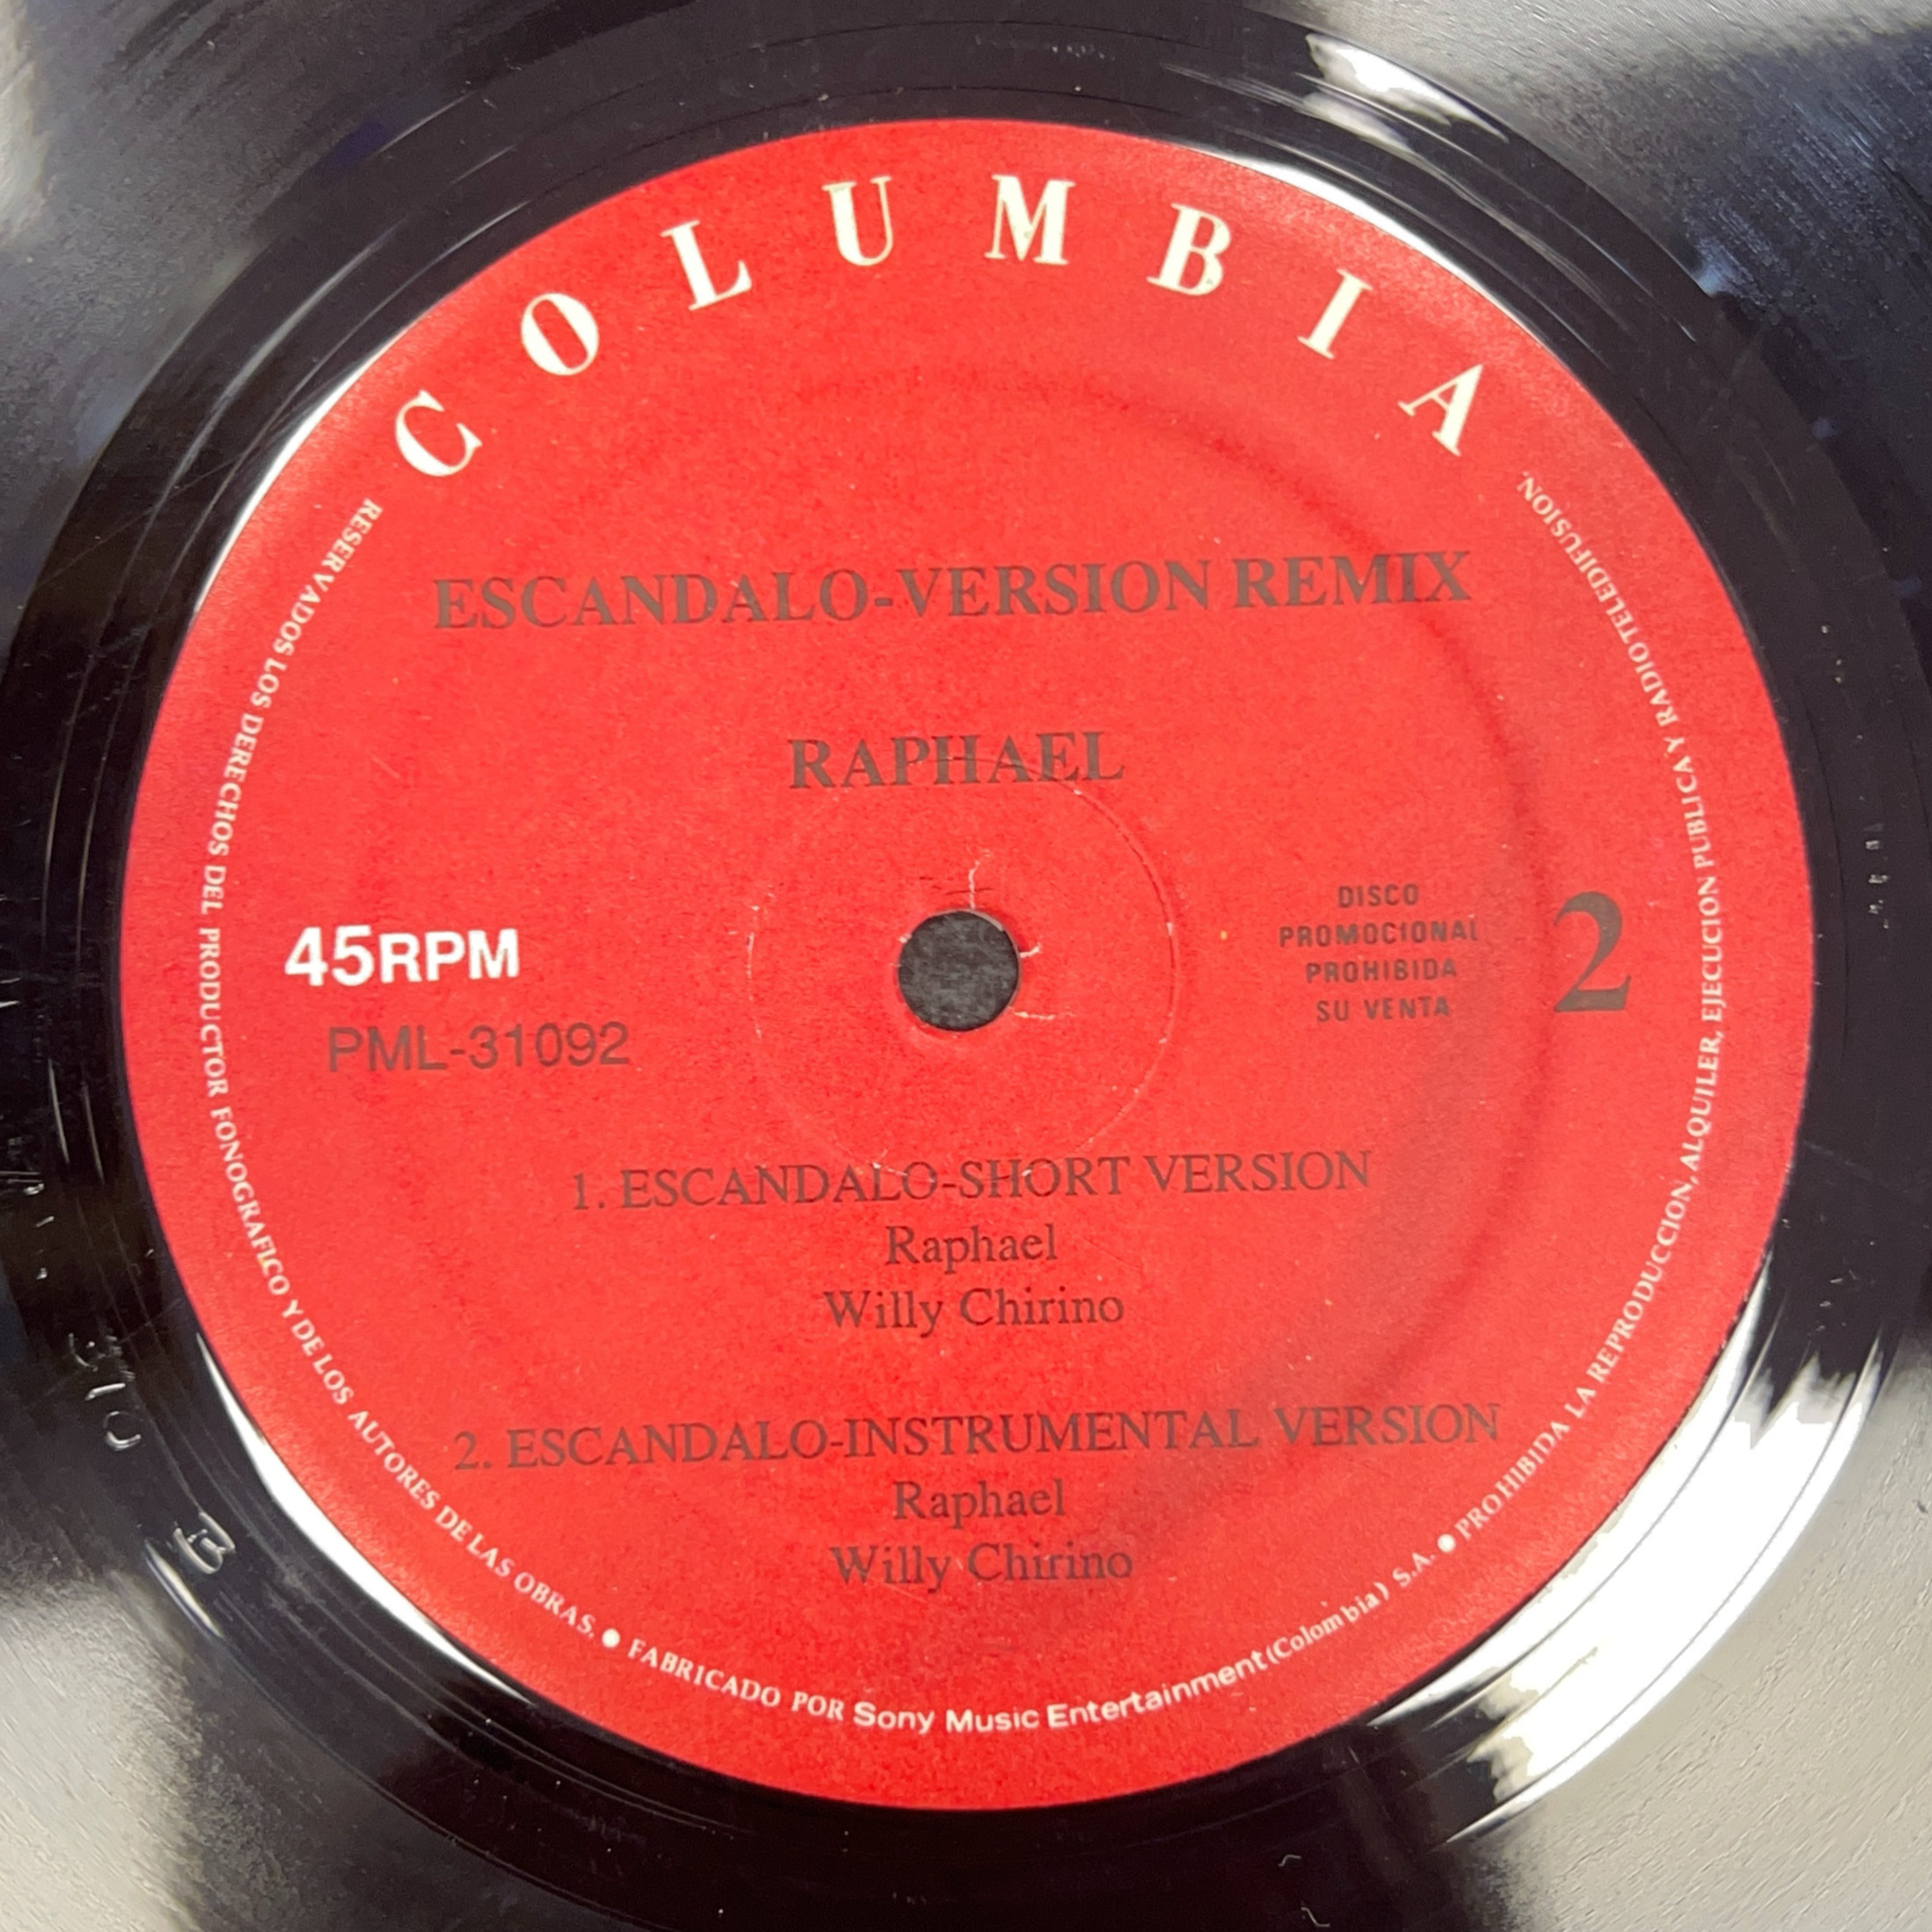 COLUMBIA
ESCANDALO-VERSION REMIX
RAPHAEL
45RPM
PML-31092
DISCO
PROMOCIONAL
PROHIBIDA
SU VENTA
2
1. ESCANDALO-SHORT VERSION
Raphael
Willy Chirino
2. ESCANDALO-INSTRUMENTAL VERSION
Raphael
Willy Chirino
RESERVADOS LOS DERECHOS DEL PRODUCTOR FONOGRAFICO Y DE LOS AUTORES DE LAS OBRAS. ● FABRICADO POR Sony Music Entertainment (Colombia) S.A. ● PROHIBIDA LA REPRODUCCION, ALQUILER, EJECUCION PUBLICA Y RADIOTELEDIFUSION.
B